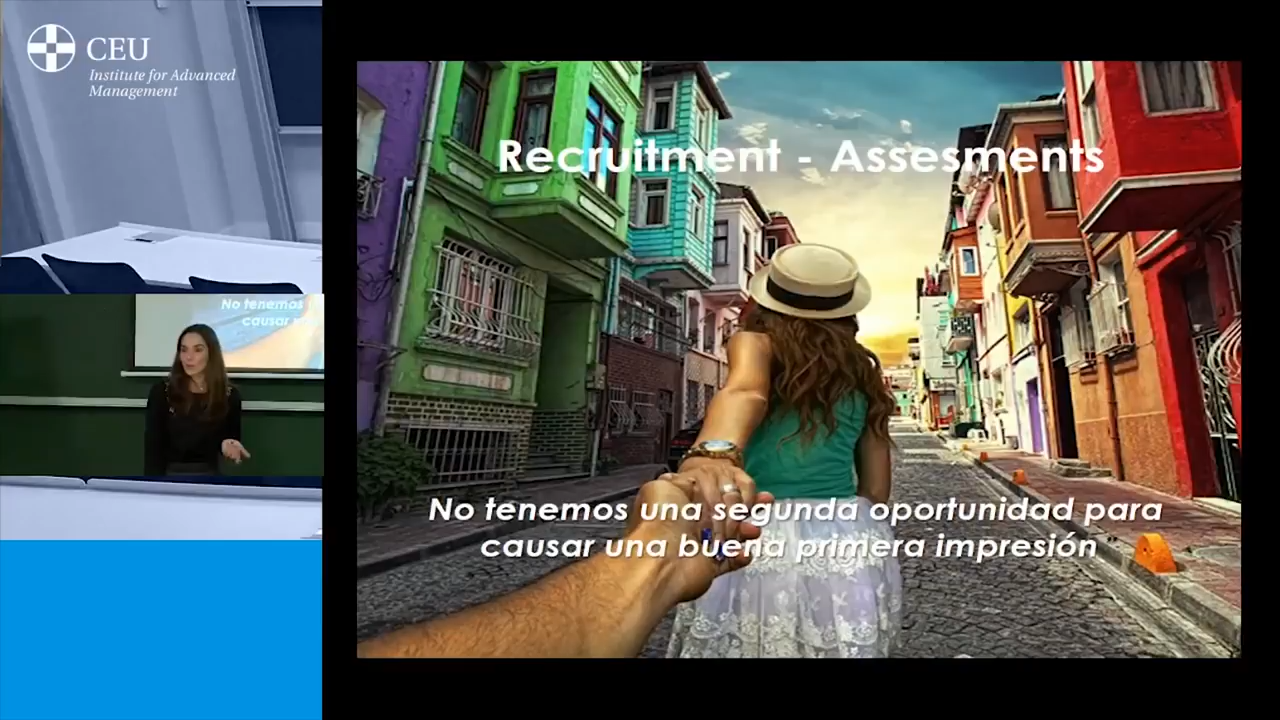 CEU
Institute for Advanced
Management
Recruitment - Assesments
No tenemos una segunda oportunidad para
causar una buena primera impresión
No tenemos
causar